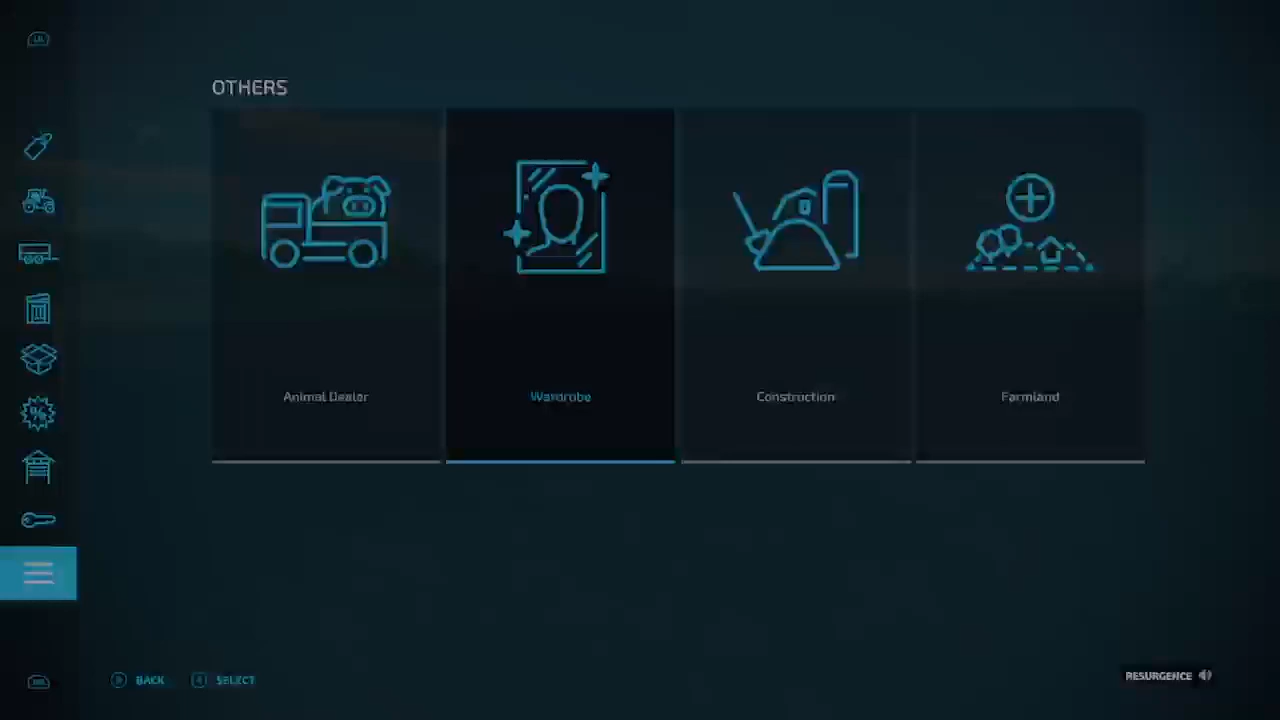 OTHERS
Animal Dealer
Wardrobe
Construction
Farmland
BACK
SELECT
RESURGENCE